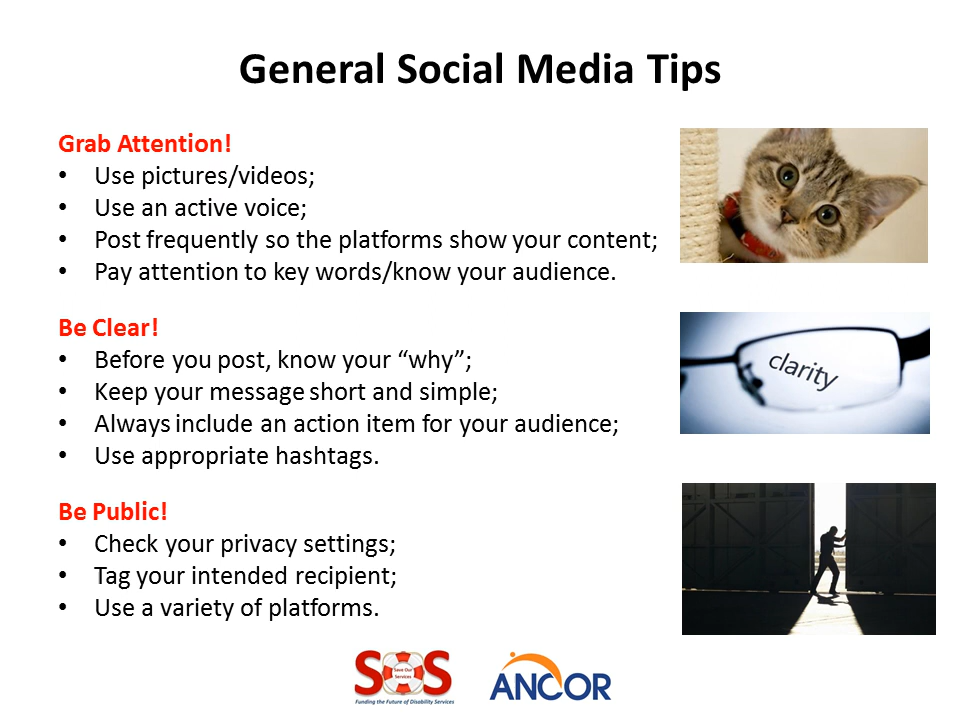 General Social Media Tips
Grab Attention!
• Use pictures/videos;
• Use an active voice;
• Post frequently so the platforms show your content;
• Pay attention to key words/know your audience.
Be Clear!
• Before you post, know your “why”;
• Keep your message short and simple;
• Always include an action item for your audience;
• Use appropriate hashtags.
clarity
Be Public!
• Check your privacy settings;
• Tag your intended recipient;
• Use a variety of platforms.
SOS
Save Our
Services
Funding the Future of Disability Services
ANCOR